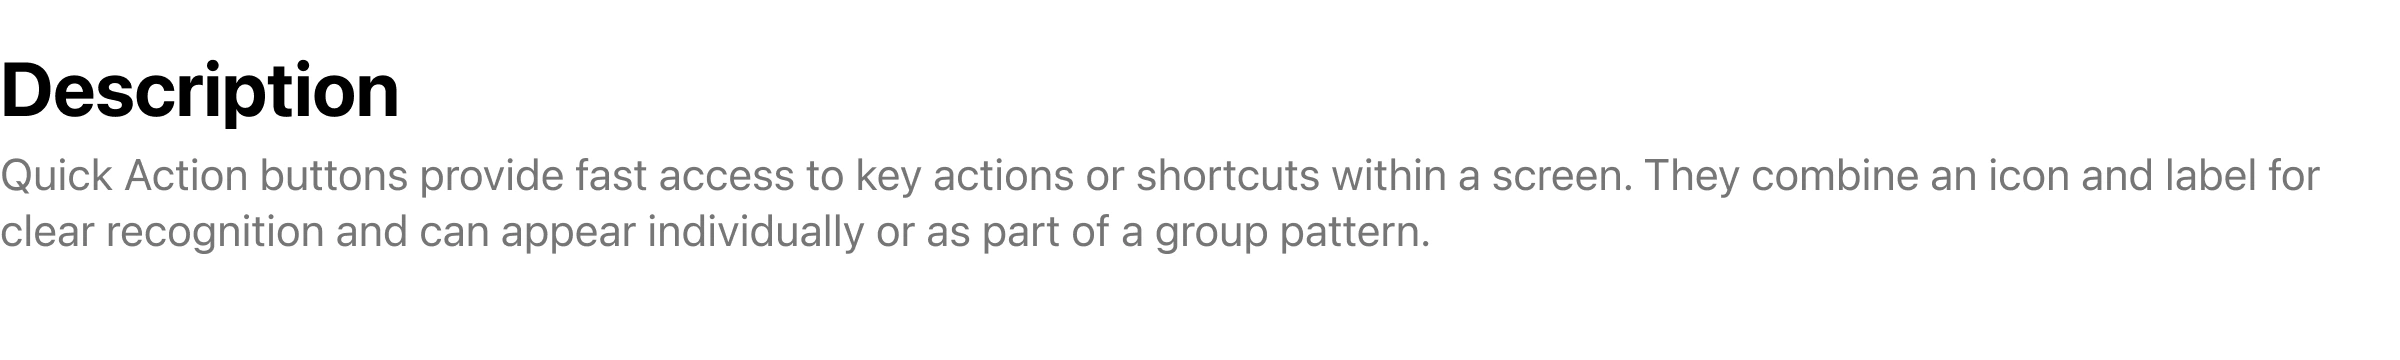 Description
Quick Action buttons provide fast access to key actions or shortcuts within a screen. They combine an icon and label for
clear recognition and can appear individually or as part of a group pattern.